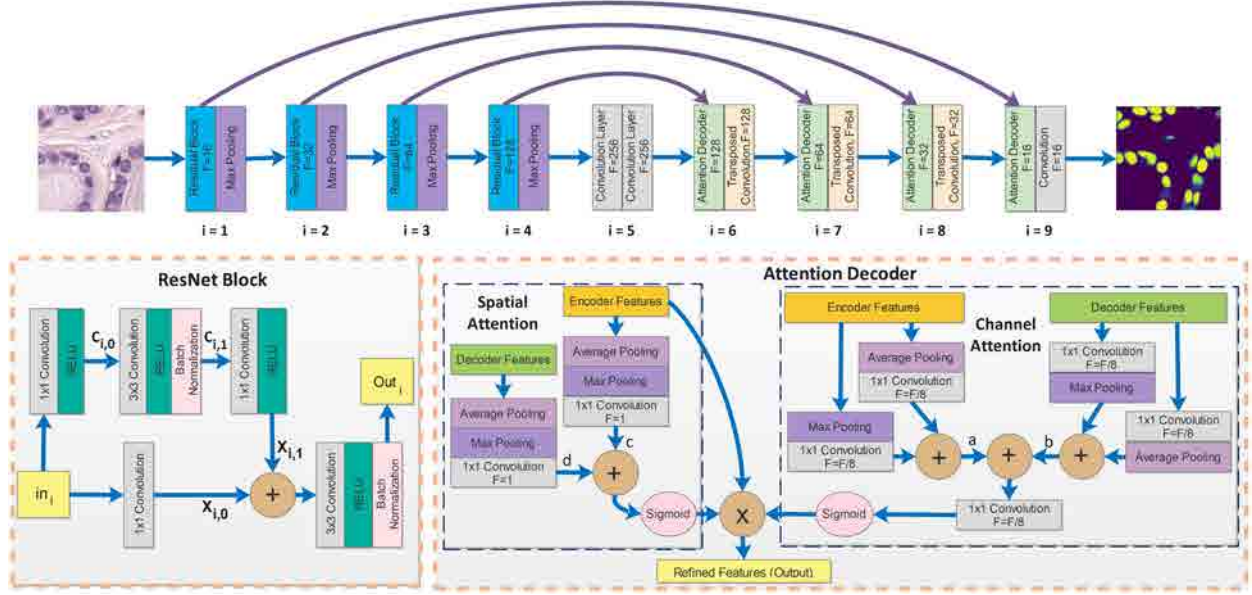 Residual Block
F=16
Max Pooling
Residual Block
F=32
Max Pooling
Residual Block
F=64
Max Pooling
Residual Block
F=128
Max Pooling
Convolution Layer
F=256
Convolution Layer
F=256
Attention Decoder
F=128
Transposed
Convolution. F=128
Attention Decoder
F=64
Transposed
Convolution. F=64
Attention Decoder
F=32
Transposed
Convolution. F=32
Attention Decoder
F=16
Convolution
F=16
i = 1
i = 2
i = 3
i = 4
i = 5
i = 6
i = 7
i = 8
i = 9
ResNet Block
1x1 Convolution
RELU
C i,0
3x3 Convolution
RELU
Batch
Normalization
C i,1
1x1 Convolution
RELU
Out i
X i,1
in i
1x1 Convolution
X i,0
+
3x3 Convolution
RELU
Batch
Normalization
Attention Decoder
Spatial
Attention
Encoder Features
Decoder Features
Average Pooling
Max Pooling
1x1 Convolution
F=1
Average Pooling
Max Pooling
1x1 Convolution
F=1
c
d
+
Sigmoid
X
Refined Features (Output)
Encoder Features
Decoder Features
Channel
Attention
Average Pooling
1x1 Convolution
F=F/8
1x1 Convolution
F=F/8
Max Pooling
Max Pooling
1x1 Convolution
F=F/8
1x1 Convolution
F=F/8
Average Pooling
+
a
+
b
+
1x1 Convolution
F=F/8
Sigmoid